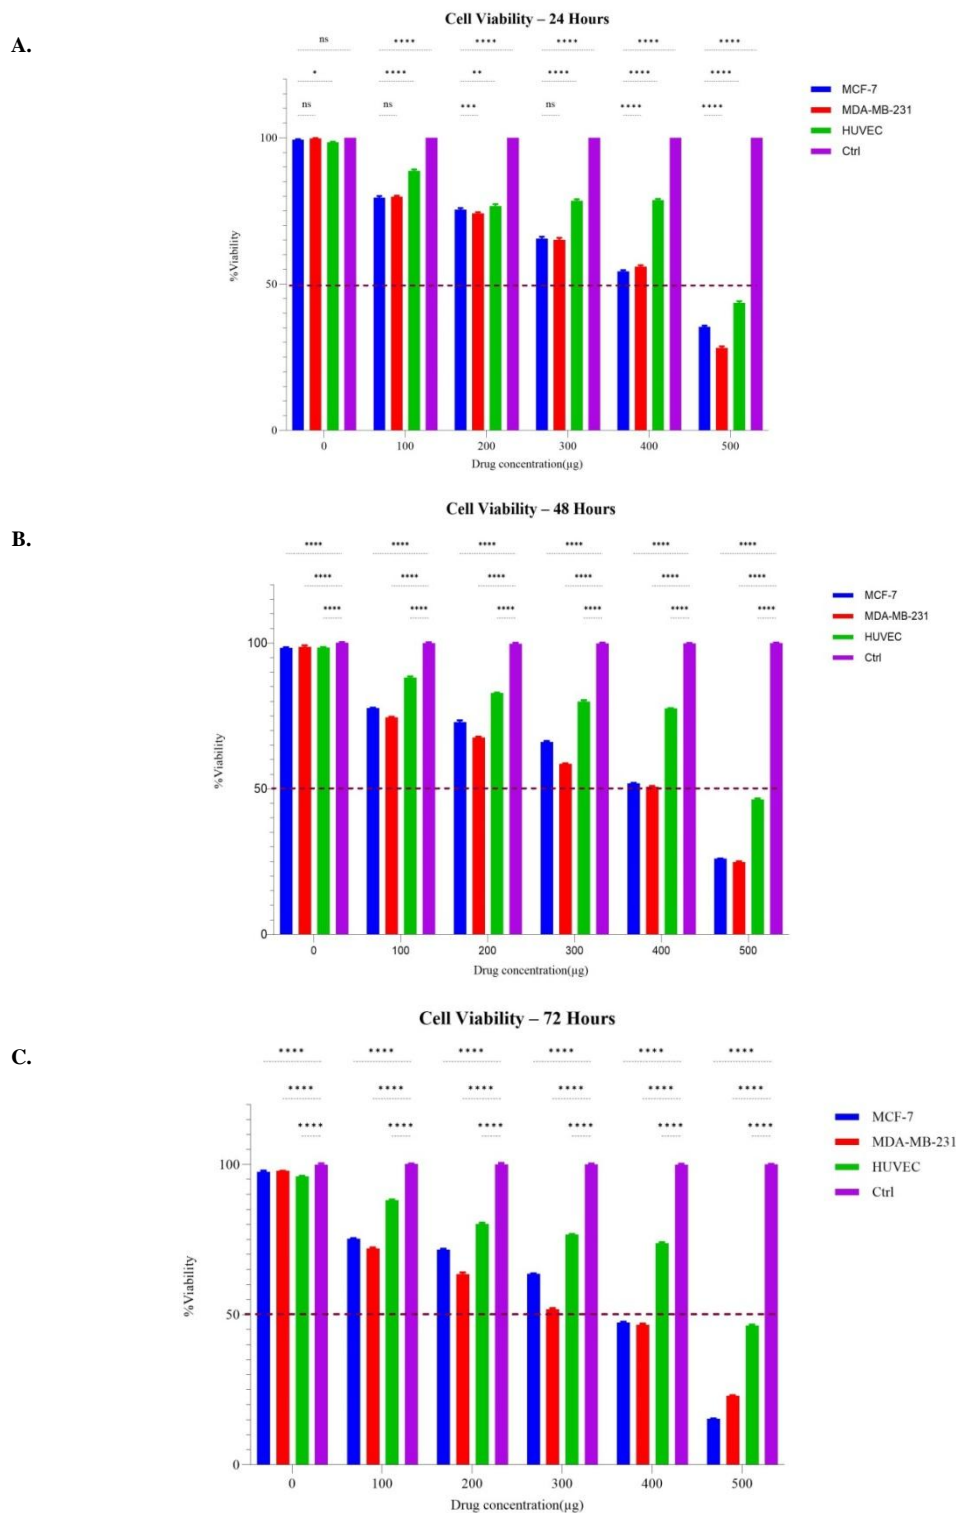 Cell Viability – 24 Hours
A.
ns **** **** **** **** ****
* **** ** **** **** ****
ns ns *** ns **** ****
MCF-7
MDA-MB-231
HUVEC
Ctrl
100
50
0
%Viability
0 100 200 300 400 500
Drug concentration(µg)
Cell Viability – 48 Hours
B.
**** **** **** **** **** ****
**** **** **** **** **** ****
**** **** **** **** **** ****
MCF-7
MDA-MB-231
HUVEC
Ctrl
100
50
0
%Viability
0 100 200 300 400 500
Drug concentration(µg)
Cell Viability – 72 Hours
C.
**** **** **** **** **** ****
**** **** **** **** **** ****
**** **** **** **** **** ****
MCF-7
MDA-MB-231
HUVEC
Ctrl
100
50
0
%Viability
0 100 200 300 400 500
Drug concentration(µg)